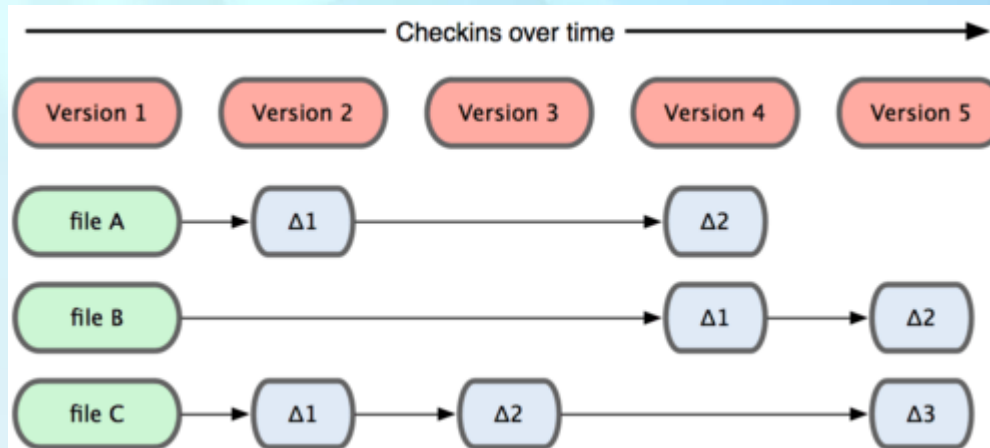 Checkins over time
Version 1 Version 2 Version 3 Version 4 Version 5
file A Δ1 Δ2
file B Δ1 Δ2
file C Δ1 Δ2 Δ3